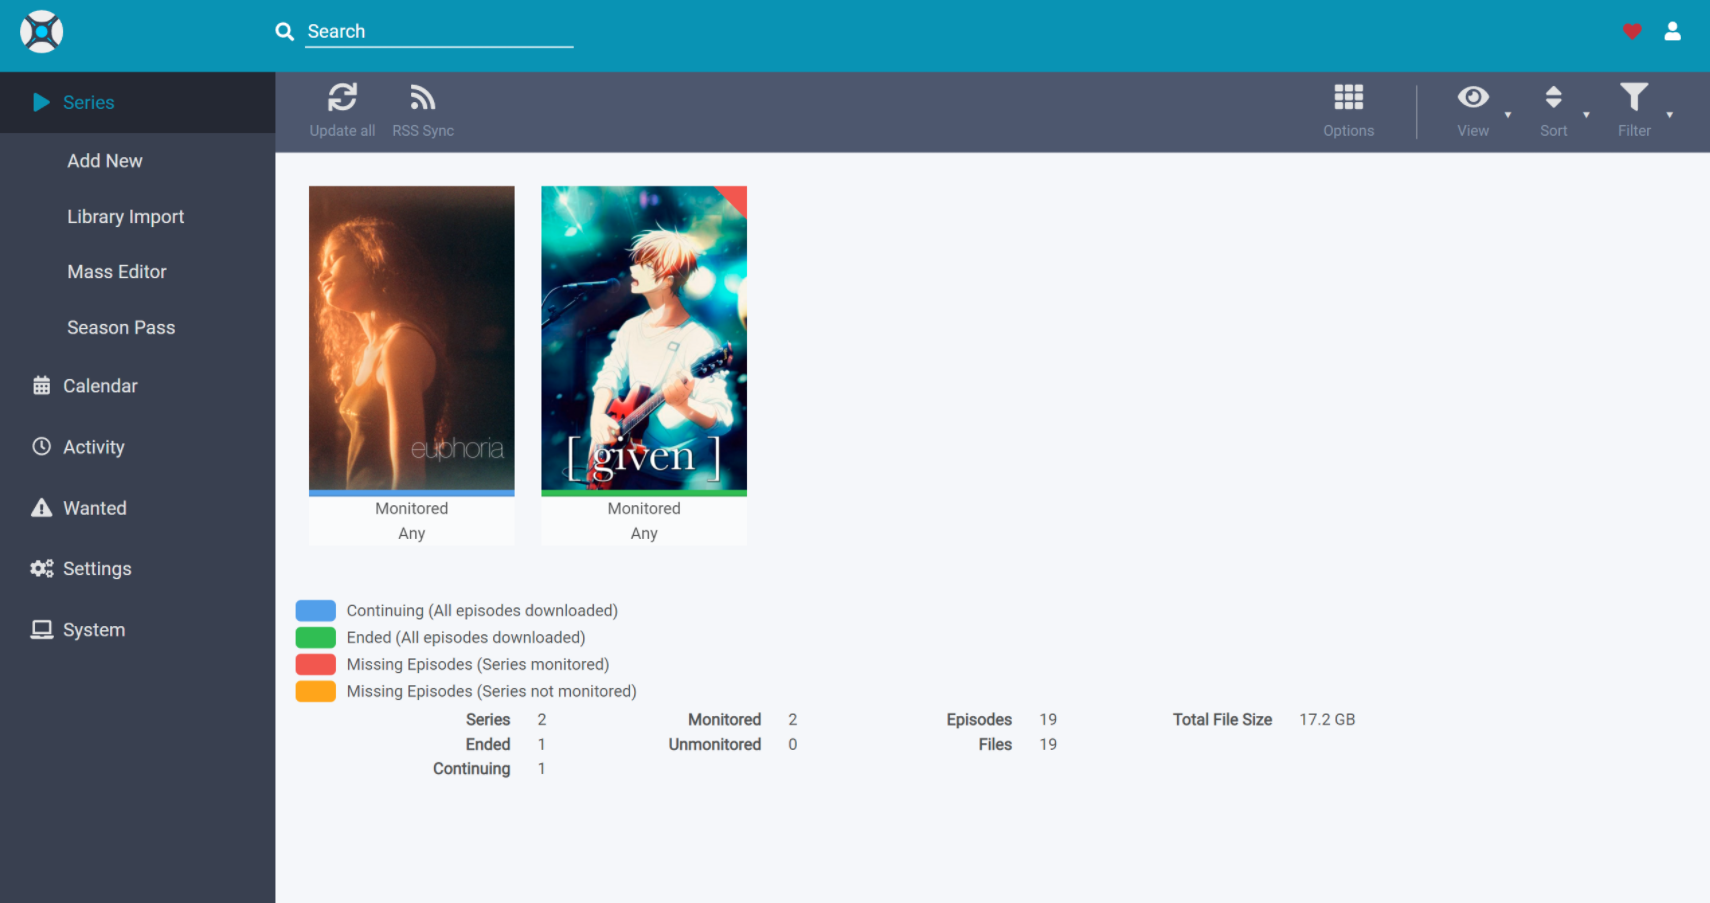 Search
Series
Add New
Library Import
Mass Editor
Season Pass
Calendar
Activity
Wanted
Settings
System
Update all
RSS Sync
Options
View
Sort
Filter
euphoria
Monitored
Any
[ given ]
Monitored
Any
Continuing (All episodes downloaded)
Ended (All episodes downloaded)
Missing Episodes (Series monitored)
Missing Episodes (Series not monitored)
Series 2 Monitored 2 Episodes 19 Total File Size 17.2 GB
Ended 1 Unmonitored 0 Files 19
Continuing 1